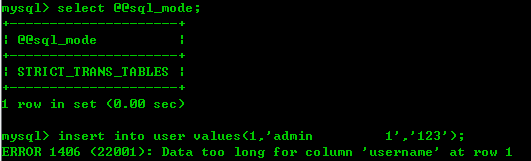 mysql> select @@sql_mode;
+---------------------+
| @@sql_mode          |
+---------------------+
| STRICT_TRANS_TABLES |
+---------------------+
1 row in set (0.00 sec)
mysql> insert into user values(1,'admin         1','123');
ERROR 1406 (22001): Data too long for column 'username' at row 1